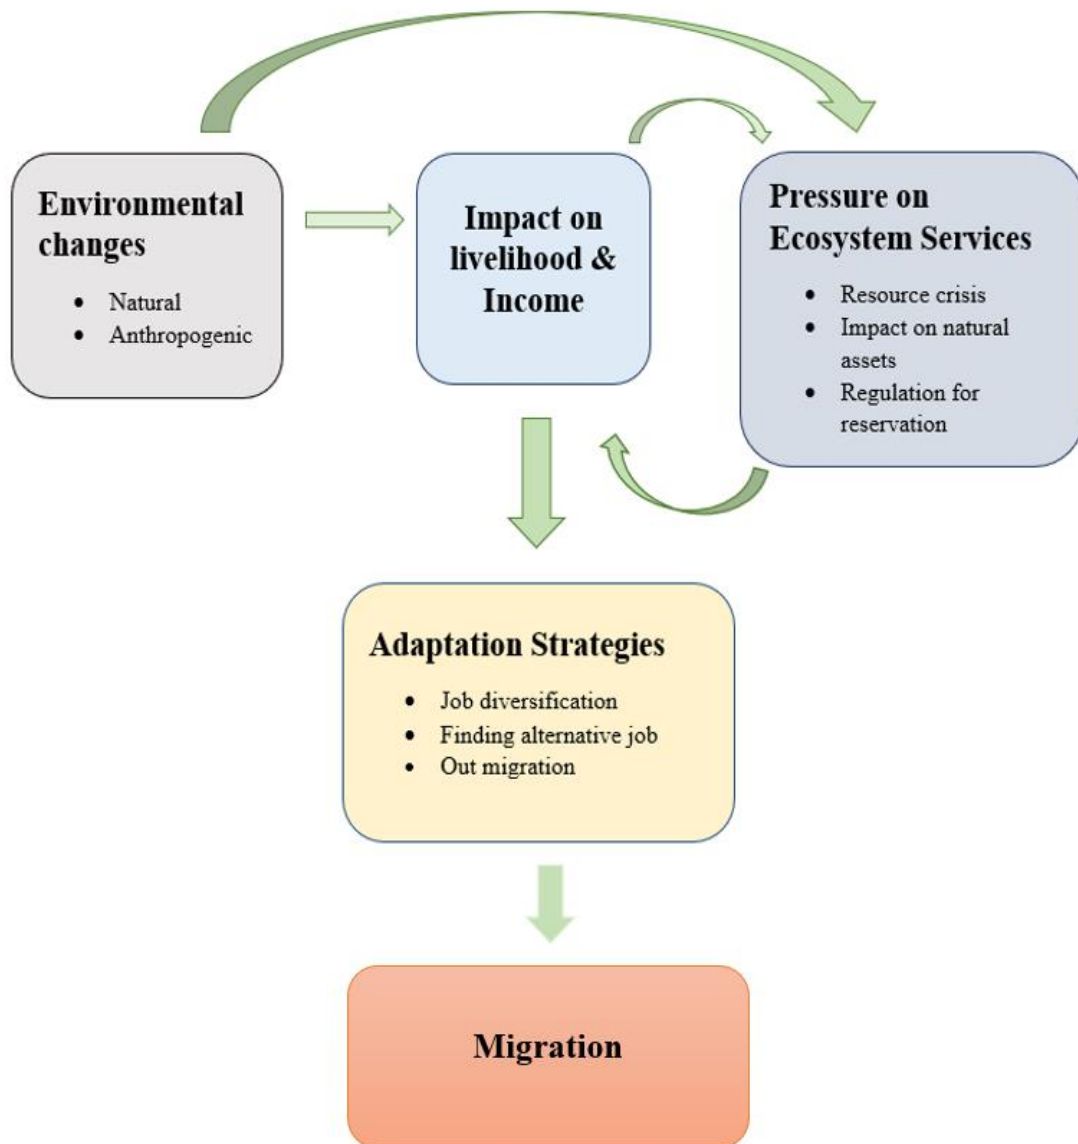 Environmental
changes
• Natural
• Anthropogenic
Impact on
livelihood &
Income
Pressure on
Ecosystem Services
• Resource crisis
• Impact on natural
assets
• Regulation for
reservation
Adaptation Strategies
• Job diversification
• Finding alternative job
• Out migration
Migration